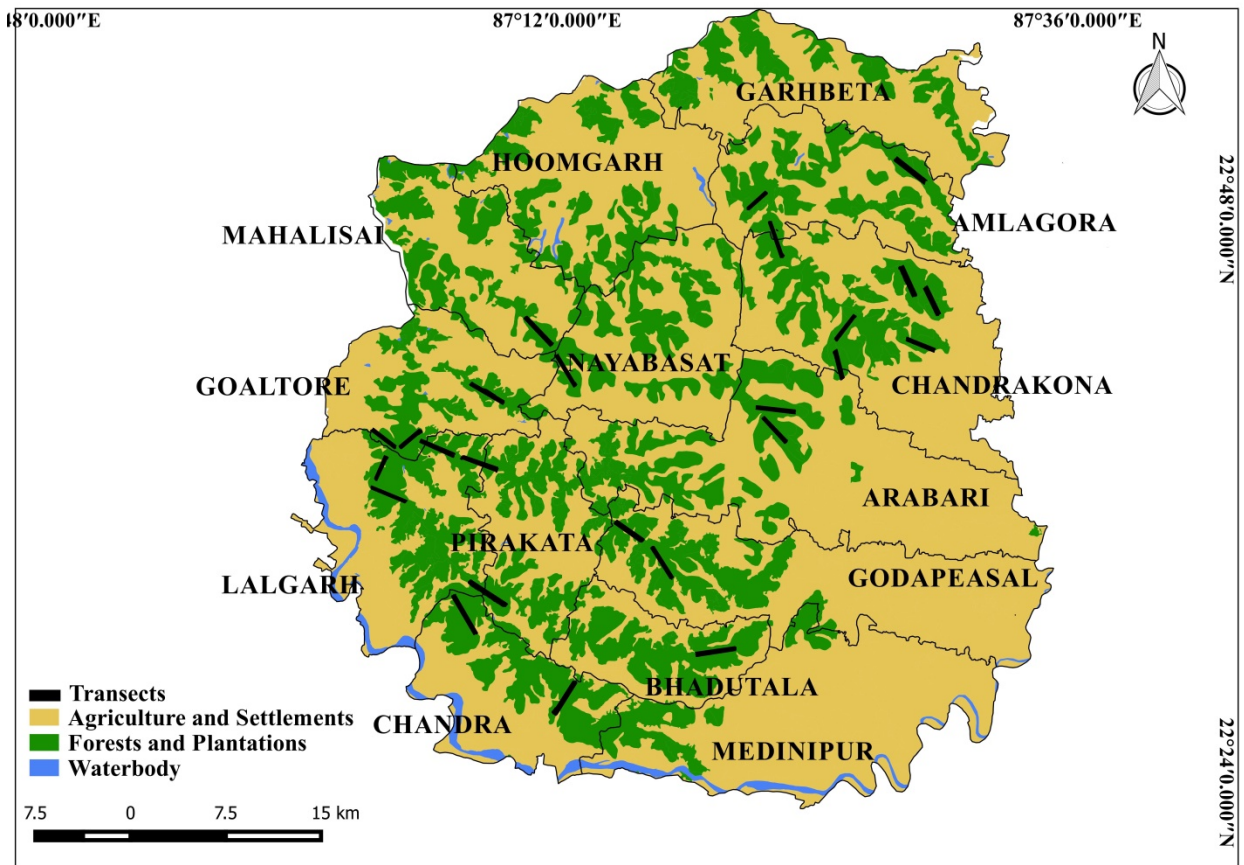 48′0.000″E
87°12′0.000″E
87°36′0.000″E
N
GARHBETA
HOOMGARH
22°48′0.000″N
MAHALISAI
AMLAGORA
NAYABASAT
GOALTORE
CHANDRAKONA
ARABARI
PIRAKATA
LALGARH
GODAPEASAL
BHADUTALA
CHANDRA
MEDINIPUR
22°24′0.000″N
Transects
Agriculture and Settlements
Forests and Plantations
Waterbody
7.5 0 7.5 15 km